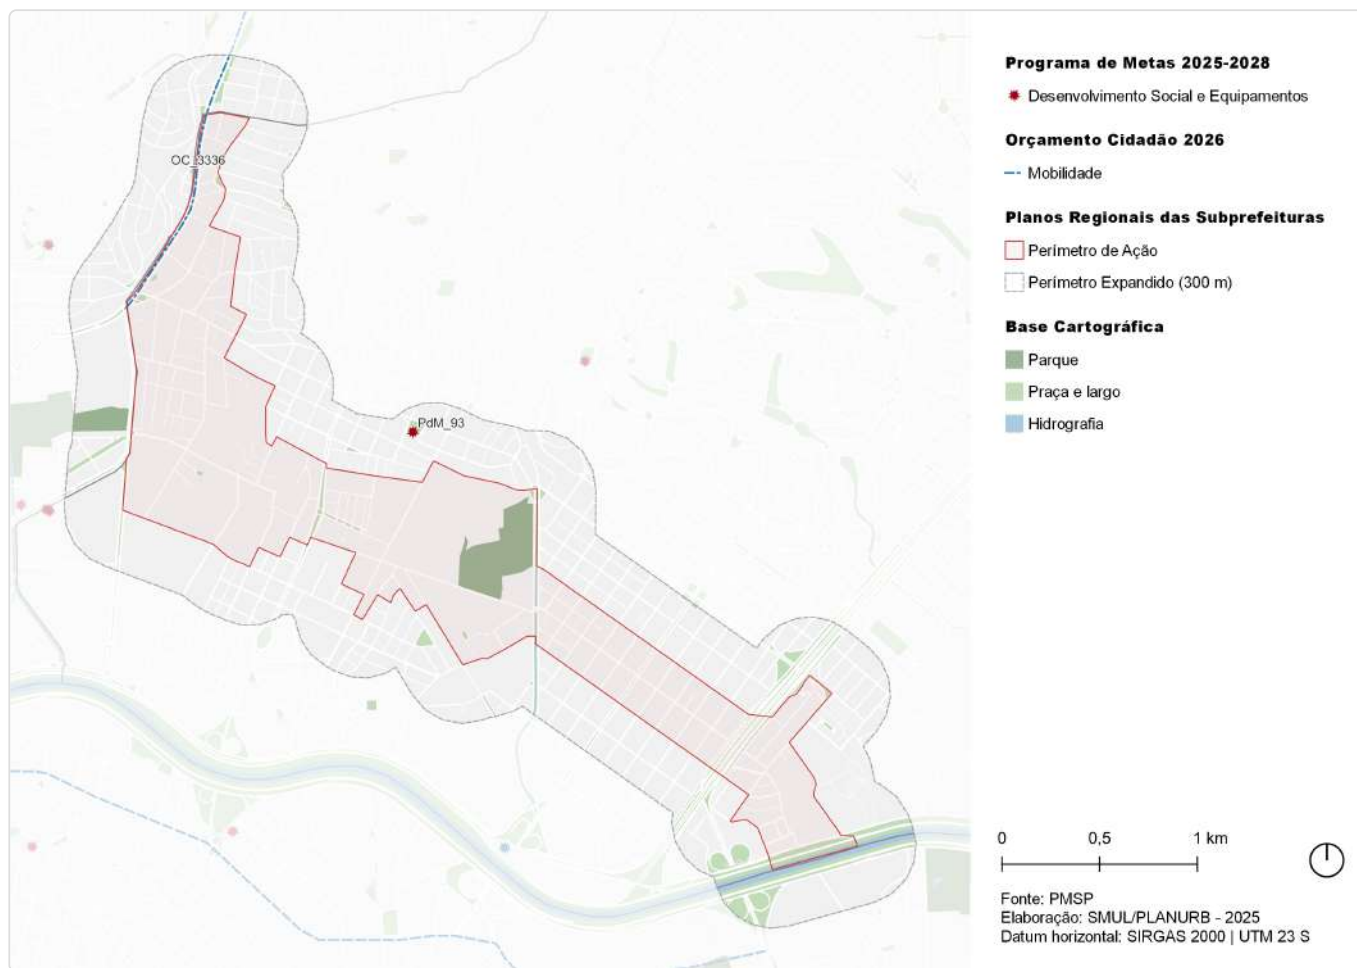 Programa de Metas 2025-2028
Desenvolvimento Social e Equipamentos
Orçamento Cidadão 2026
Mobilidade
Planos Regionais das Subprefeituras
Perímetro de Ação
Perímetro Expandido (300 m)
Base Cartográfica
Parque
Praça e largo
Hidrografia
OC_3336
PdM_93
0 0,5 1 km
Fonte: PMSP
Elaboração: SMUL/PLANURB - 2025
Datum horizontal: SIRGAS 2000 | UTM 23 S